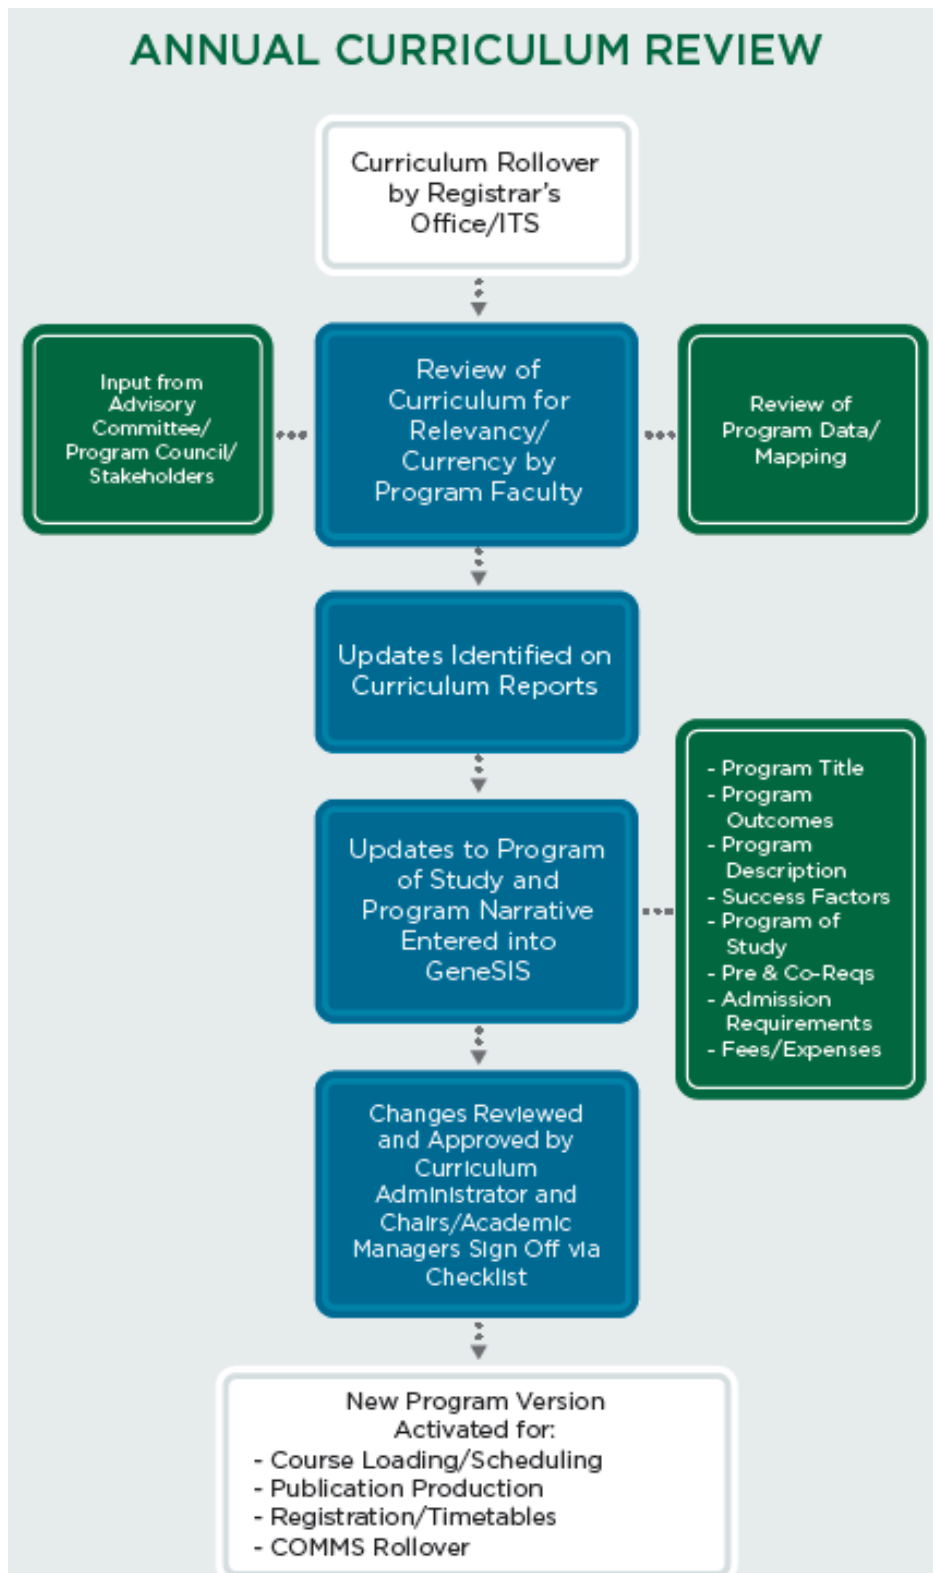 ANNUAL CURRICULUM REVIEW
Curriculum Rollover
by Registrar's
Office/ITS
Input from
Advisory
Committee/
Program Council/
Stakeholders
Review of
Curriculum for
Relevancy/
Currency by
Program Faculty
Review of
Program Data/
Mapping
Updates Identified on
Curriculum Reports
Updates to Program
of Study and
Program Narrative
Entered into
GeneSIS
- Program Title
- Program
Outcomes
- Program
Description
- Success Factors
- Program of
Study
- Pre & Co-Reqs
- Admission
Requirements
- Fees/Expenses
Changes Reviewed
and Approved by
Curriculum
Administrator and
Chairs/Academic
Managers Sign Off via
Checklist
New Program Version
Activated for:
- Course Loading/Scheduling
- Publication Production
- Registration/Timetables
- COMMS Rollover